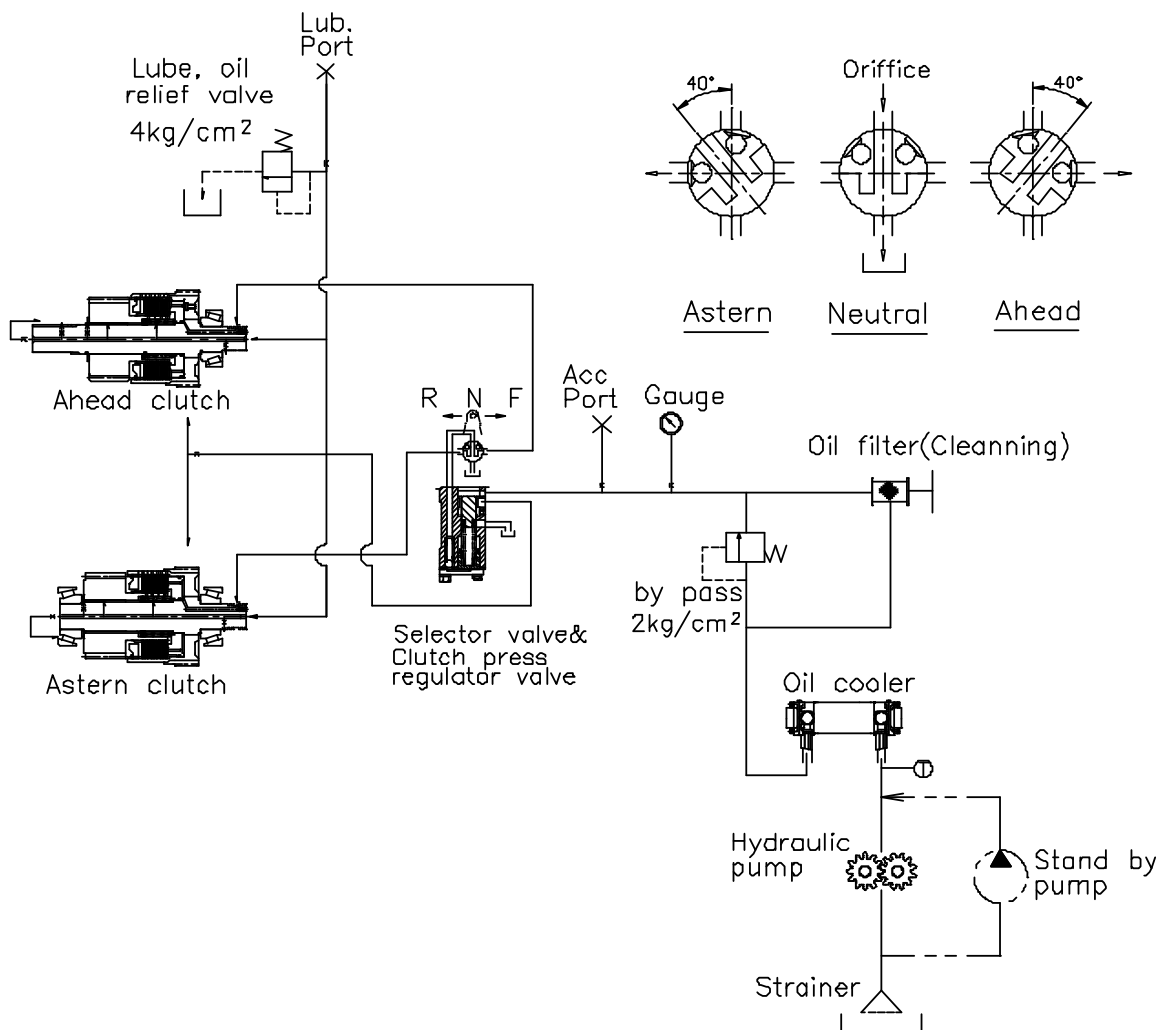 Lub.
Port
Lube, oil
relief valve
4kg/cm²
Oriffice
40°
40°
Astern
Neutral
Ahead
Ahead clutch
R N F
Acc
Port
Gauge
Oil filter(Cleanning)
by pass
2kg/cm²
Selector valve&
Clutch press
regulator valve
Astern clutch
Oil cooler
T
Hydraulic
pump
Stand by
pump
Strainer